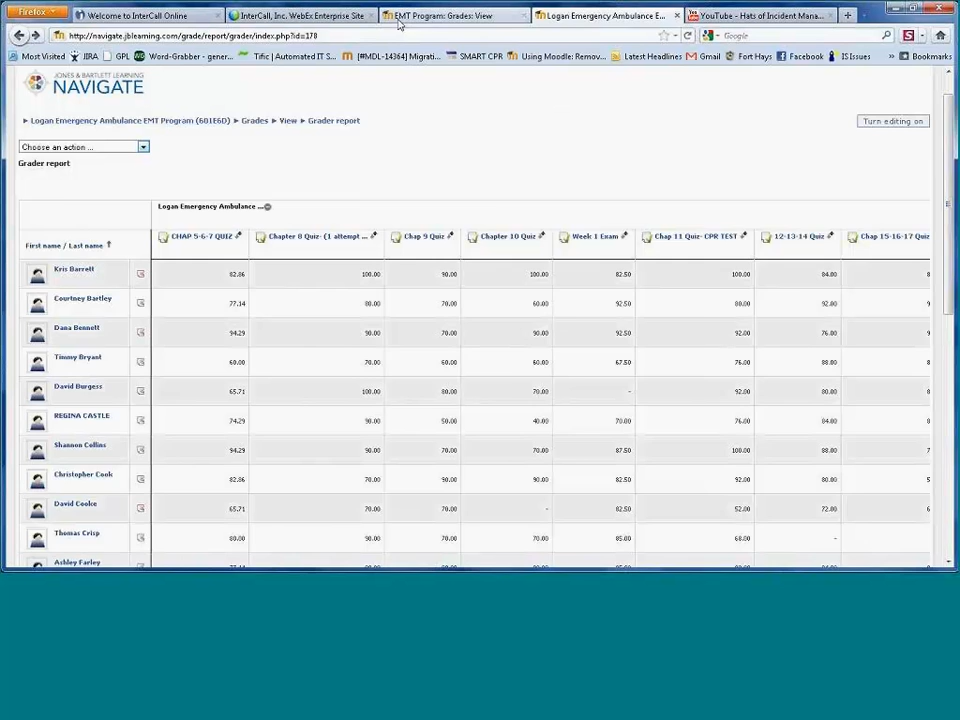 Firefox
Welcome to InterCall Online
InterCall, Inc. WebEx Enterprise Site
EMT Program: Grades: View
Logan Emergency Ambulance E...
YouTube - Hats of Incident Mana...
http://navigate.jblearning.com/grade/report/grader/index.php?id=178
Google
Most Visited JIRA GPL Word-Grabber - gener... Tific | Automated IT S... [#MDL-14364] Migrati... SMART CPR Using Moodle: Remov... Latest Headlines Gmail Fort Hays Facebook ISIssues » Bookmarks
JONES & BARTLETT LEARNING
NAVIGATE
Logan Emergency Ambulance EMT Program (601E6D) ► Grades ► View ► Grader report
Turn editing on
Choose an action ...
Grader report
Logan Emergency Ambulance ...
First name / Last name ↑ CHAP 5-6-7 QUIZ Chapter 8 Quiz- (1 attempt ... Chap 9 Quiz Chapter 10 Quiz Week 1 Exam Chap 11 Quiz- CPR TEST 12-13-14 Quiz Chap 15-16-17 Quiz
Kris Barrett 82.86 100.00 90.00 100.00 82.50 100.00 84.00 8
Courtney Bartley 77.14 80.00 70.00 60.00 92.50 80.00 92.00 9
Dana Bennett 94.29 90.00 70.00 90.00 92.50 92.00 76.00 9
Timmy Bryant 60.00 70.00 60.00 60.00 67.50 76.00 88.00 8
David Burgess 65.71 100.00 80.00 70.00 - 92.00 80.00 8
REGINA CASTLE 74.29 90.00 50.00 40.00 70.00 76.00 84.00 8
Shannon Collins 94.29 90.00 70.00 70.00 87.50 100.00 88.00 7
Christopher Cook 82.86 70.00 90.00 90.00 82.50 92.00 80.00 5
David Cooke 65.71 70.00 70.00 - 82.50 52.00 72.00 6
Thomas Crisp 80.00 90.00 70.00 70.00 85.00 68.00 -
Ashley Farley